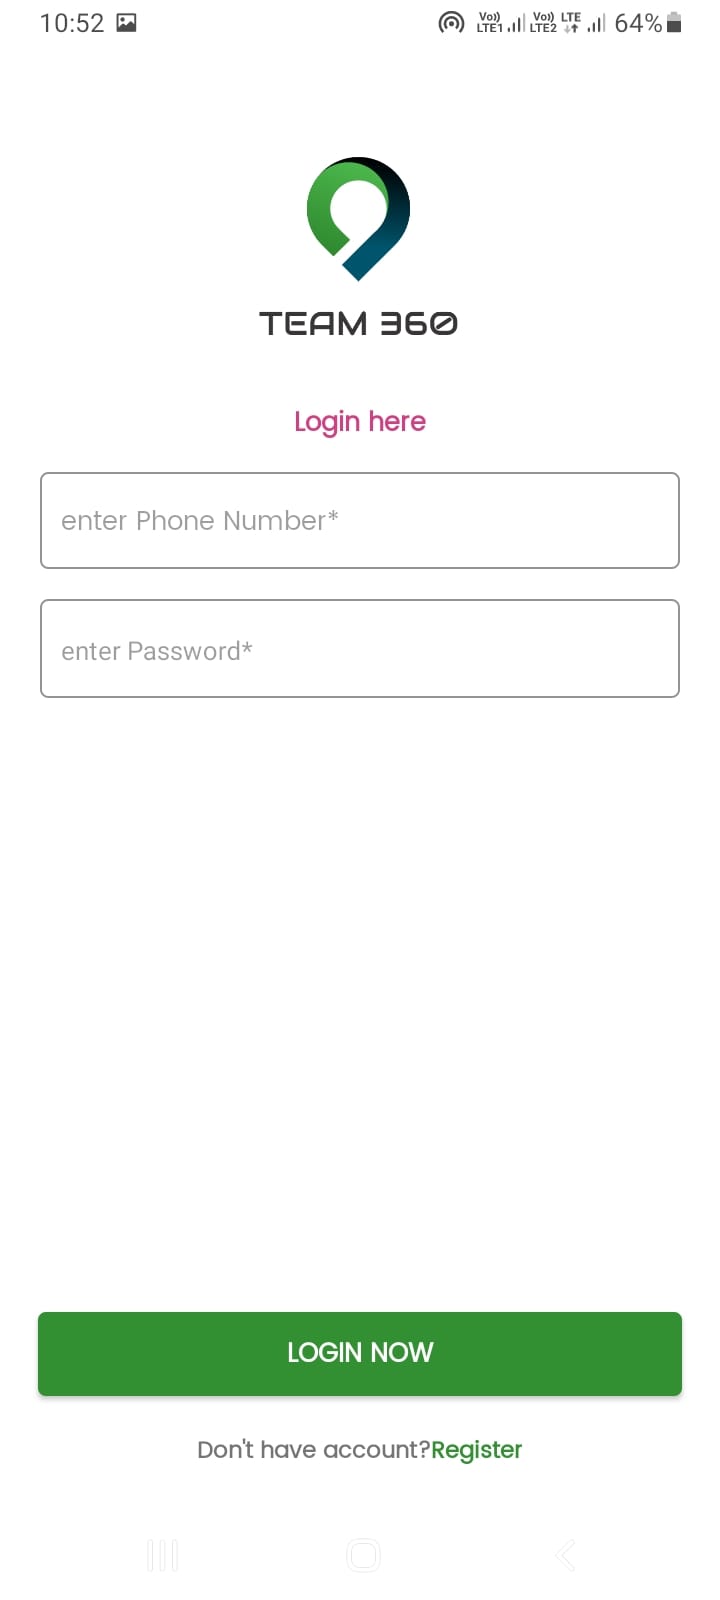 10:52
Vo)) LTE1 Vo)) LTE2 LTE 64%
TEAM 360
Login here
enter Phone Number*
enter Password*
LOGIN NOW
Don't have account?Register